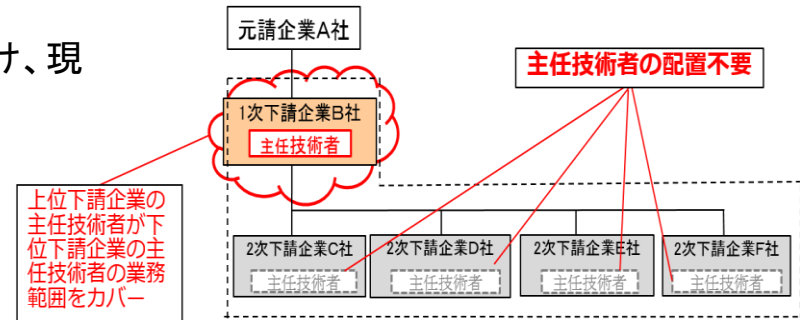 け、現
元請企業A社
主任技術者の配置不要
1次下請企業B社
主任技術者
上位下請企業の
主任技術者が下
位下請企業の主
任技術者の業務
範囲をカバー
2次下請企業C社
主任技術者
2次下請企業D社
主任技術者
2次下請企業E社
主任技術者
2次下請企業F社
主任技術者